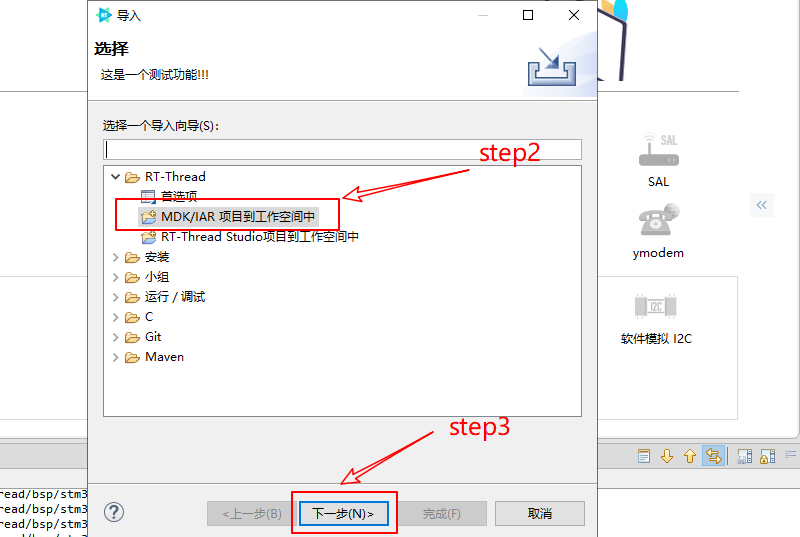 导入
选择
这是一个测试功能!!!
选择一个导入向导(S):
step2
RT-Thread
首选项
MDK/IAR 项目到工作空间中
RT-Thread Studio项目到工作空间中
安装
小组
运行 / 调试
C
Git
Maven
step3
<上一步(B)
下一步(N)>
完成(F)
取消
SAL
SAL
ymodem
I2C
软件模拟 I2C
read/bsp/stm3
read/bsp/stm3
read/bsp/stm3